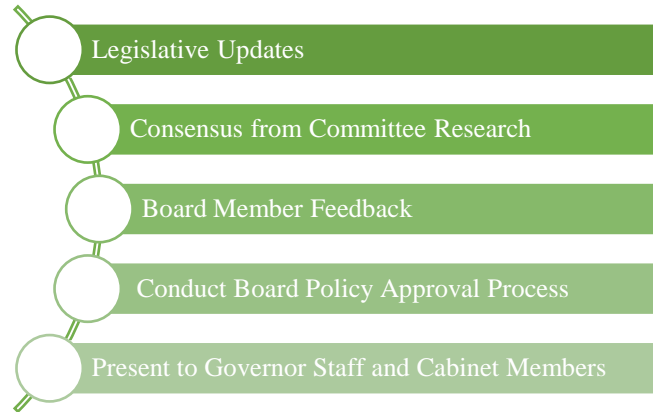 Legislative Updates
Consensus from Committee Research
Board Member Feedback
Conduct Board Policy Approval Process
Present to Governor Staff and Cabinet Members